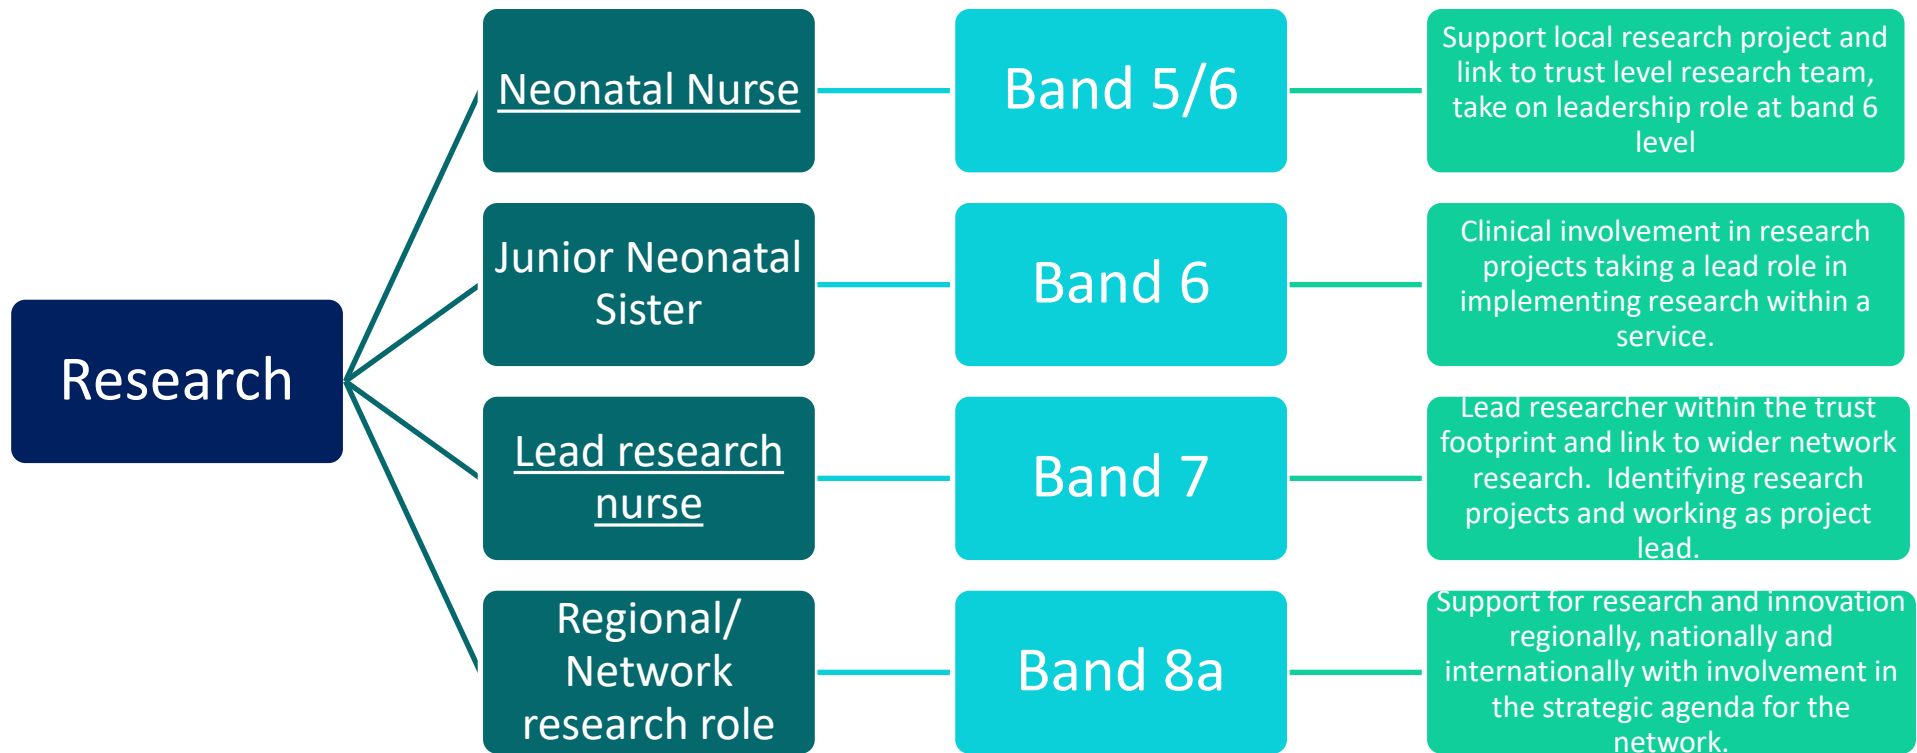 Research
Neonatal Nurse
Band 5/6
Support local research project and
link to trust level research team,
take on leadership role at band 6
level
Junior Neonatal
Sister
Band 6
Clinical involvement in research
projects taking a lead role in
implementing research within a
service.
Lead research
nurse
Band 7
Lead researcher within the trust
footprint and link to wider network
research.  Identifying research
projects and working as project
lead.
Regional/
Network
research role
Band 8a
Support for research and innovation
regionally, nationally and
internationally with involvement in
the strategic agenda for the
network.